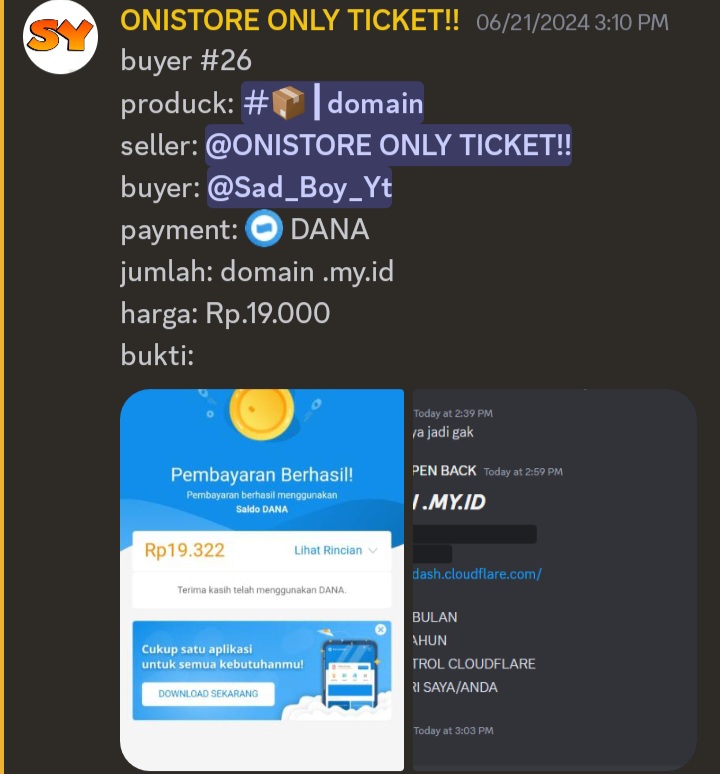 SY
ONISTORE ONLY TICKET!! 06/21/2024 3:10 PM
buyer #26
produck: #📦┃domain
seller: @ONISTORE ONLY TICKET!!
buyer: @Sad_Boy_Yt
payment: DANA
jumlah: domain .my.id
harga: Rp.19.000
bukti:
Pembayaran Berhasil!
Pembayaran berhasil menggunakan
Saldo DANA
Rp19.322 Lihat Rincian
Terima kasih telah menggunakan DANA.
Cukup satu aplikasi
untuk semua kebutuhanmu!
DOWNLOAD SEKARANG
Today at 2:39 PM
ya jadi gak
PEN BACK Today at 2:59 PM
.MY.ID
dash.cloudflare.com/
BULAN
AHUN
TROL CLOUDFLARE
RI SAYA/ANDA
Today at 3:03 PM